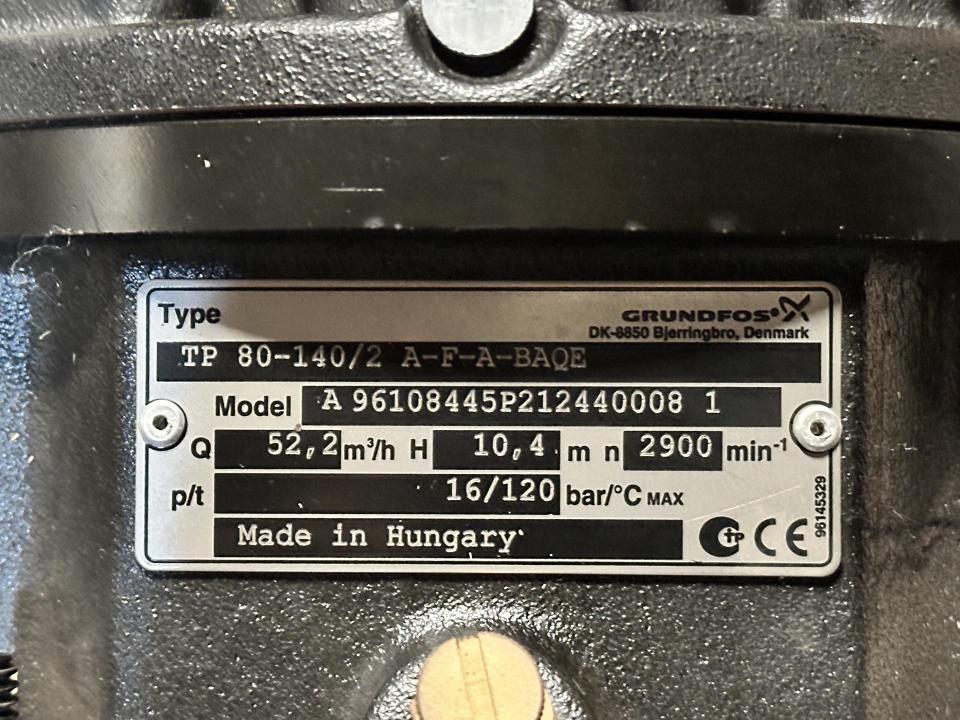 Type
GRUNDFOS
DK-8850 Bjerringbro, Denmark
TP 80-140/2 A-F-A-BAQE
Model A 96108445P212440008 1
Q 52,2 m³/h H 10,4 m n 2900 min⁻¹
p/t 16/120 bar/°C MAX
Made in Hungary
CE
96145329